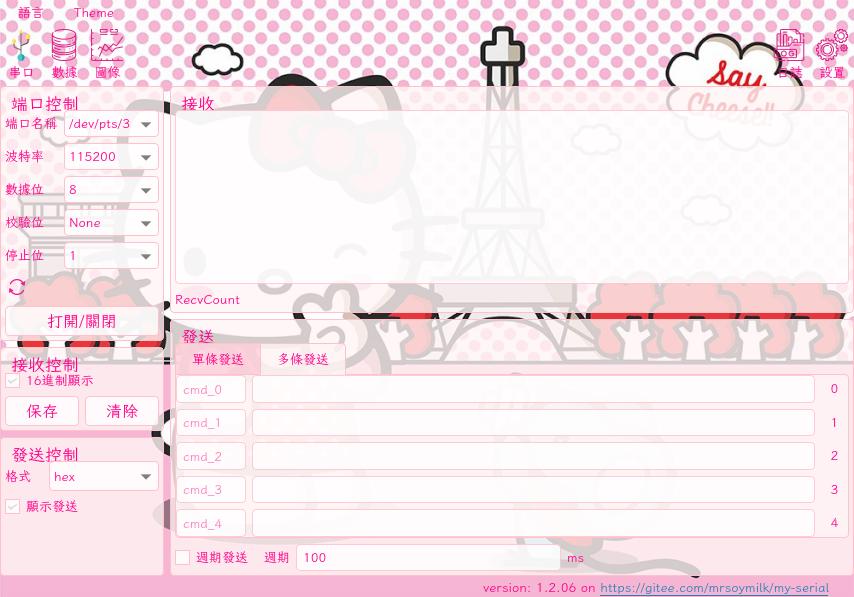 語言 Theme
串口 數據 圖像 日誌 設置
Say,
Cheese!!
端口控制
端口名稱 /dev/pts/3
波特率 115200
數據位 8
校驗位 None
停止位 1
打開/關閉
接收控制
16進制顯示
保存 清除
發送控制
格式 hex
顯示發送
接收
RecvCount
發送
單條發送 多條發送
cmd_0 0
cmd_1 1
cmd_2 2
cmd_3 3
cmd_4 4
週期發送 週期 100 ms
version: 1.2.06 on https://gitee.com/mrsoymilk/my-serial